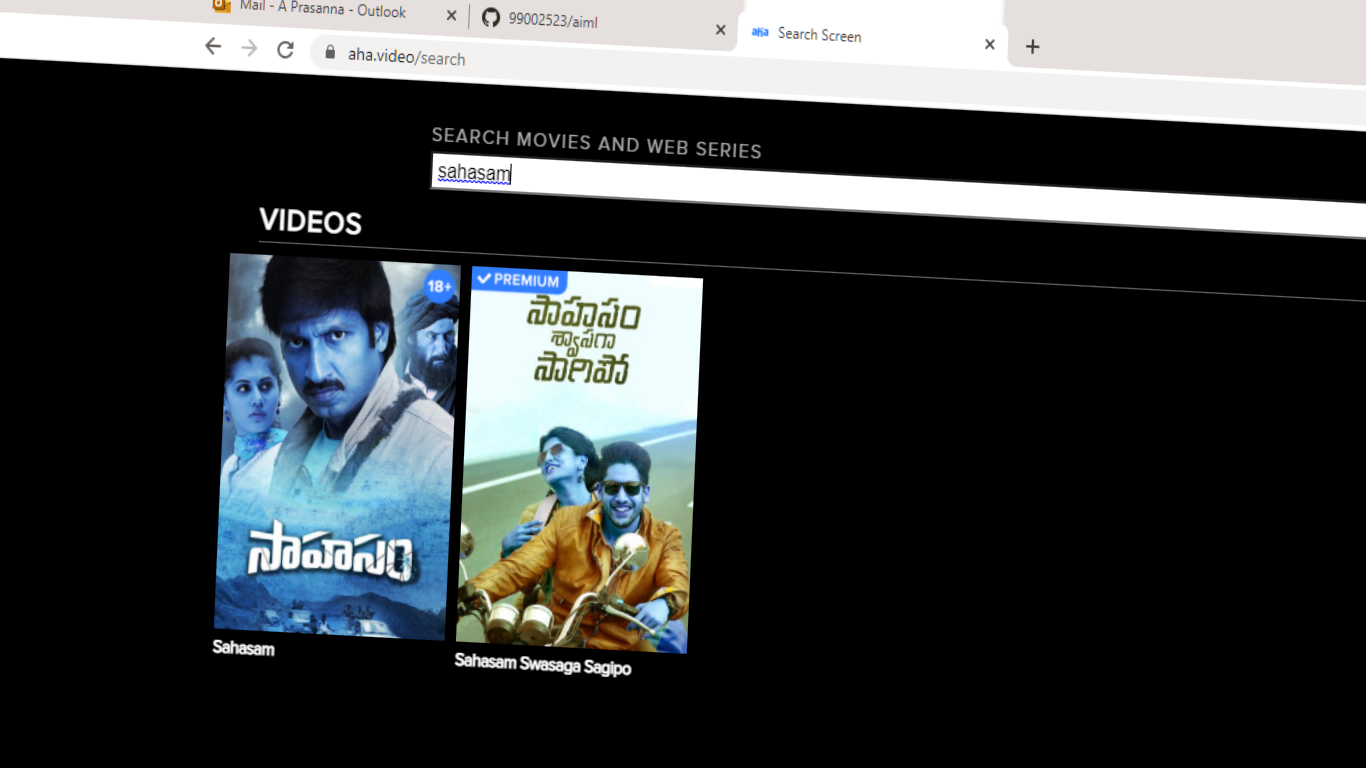 Mail - A Prasanna - Outlook
99002523/aiml
aha Search Screen
aha.video/search
SEARCH MOVIES AND WEB SERIES
sahasam
VIDEOS
18+
సాహసం
Sahasam
PREMIUM
సాహసం
శ్వాసగా
సాగిపో
Sahasam Swasaga Sagipo